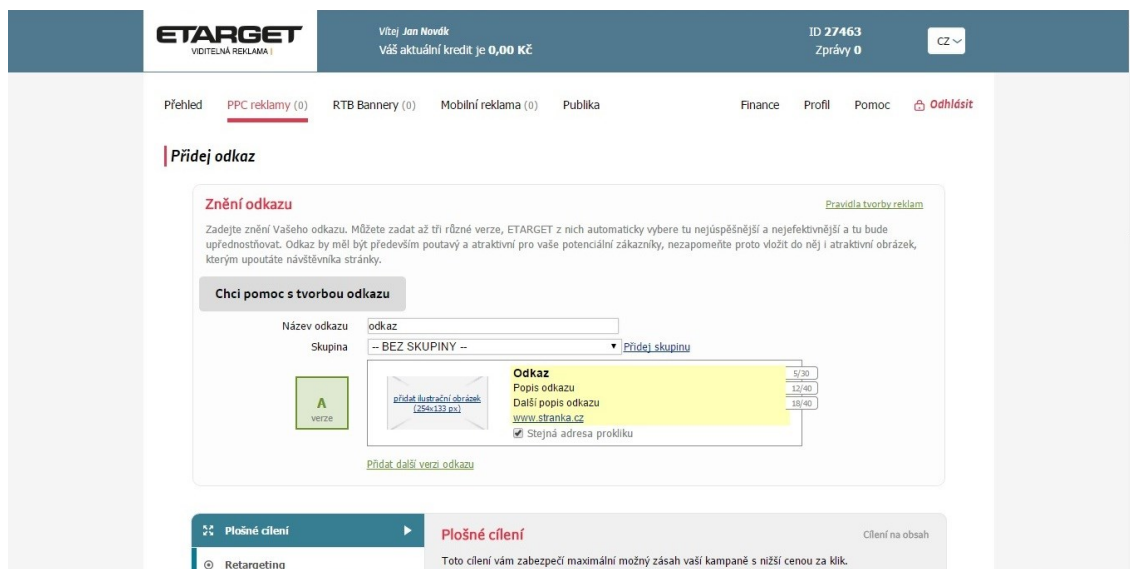 ETARGET
VIDITELNÁ REKLAMA
Vítej Jan Novák
Váš aktuální kredit je 0,00 Kč
ID 27463
Zprávy 0
CZ
Přehled PPC reklamy (0) RTB Bannery (0) Mobilní reklama (0) Publika Finance Profil Pomoc Odhlásit
Přidej odkaz
Znění odkazu
Pravidla tvorby reklam
Zadejte znění Vašeho odkazu. Můžete zadat až tři různé verze, ETARGET z nich automaticky vybere tu nejúspěšnější a nejefektivnější a tu bude
upřednostňovat. Odkaz by měl být především poutavý a atraktivní pro vaše potenciální zákazníky, nezapomeňte proto vložit do něj i atraktivní obrázek,
kterým upoutáte návštěvníka stránky.
Chci pomoc s tvorbou odkazu
Název odkazu odkaz
Skupina -- BEZ SKUPINY -- Přidej skupinu
A
verze
přidat ilustrační obrázek
(254x133 px)
Odkaz 5/30
Popis odkazu 12/40
Další popis odkazu 18/40
www.stranka.cz
Stejná adresa prokliku
Přidat další verzi odkazu
Plošné cílení
Retargeting
Plošné cílení Cílení na obsah
Toto cílení vám zabezpečí maximální možný zásah vaší kampaně s nižší cenou za klik.